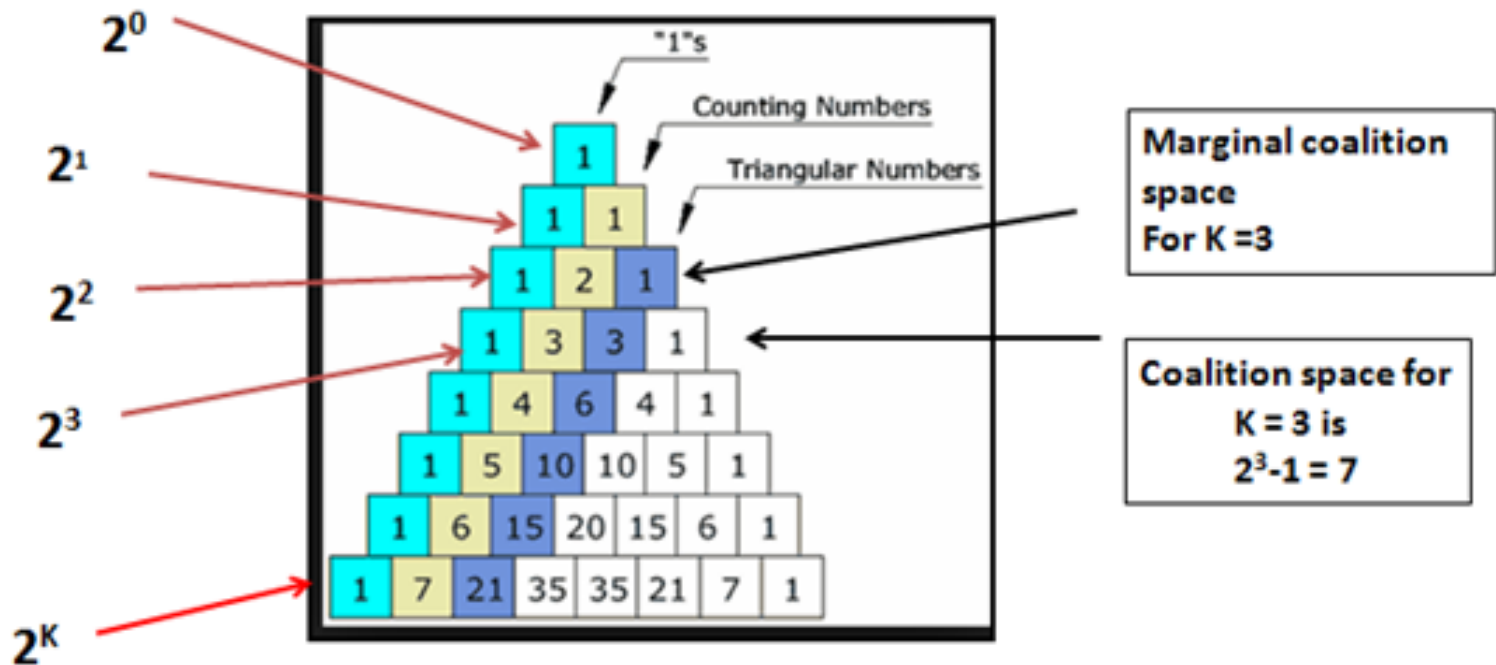 2⁰
"1"s
Counting Numbers
Triangular Numbers
2¹
2²
2³
2ᴷ
1
1 1
1 2 1
1 3 3 1
1 4 6 4 1
1 5 10 10 5 1
1 6 15 20 15 6 1
1 7 21 35 35 21 7 1
Marginal coalition
space
For K =3
Coalition space for
K = 3 is
2³-1 = 7